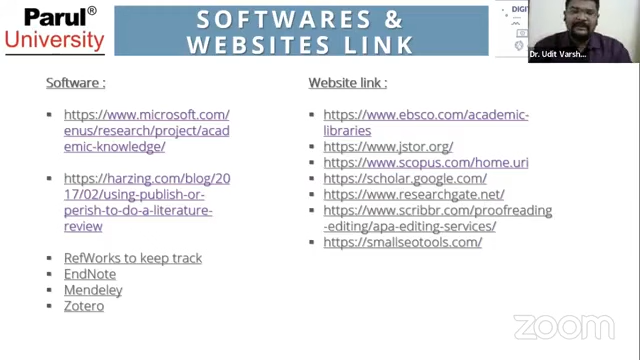 Parul®
University
SOFTWARES &
WEBSITES LINK
DIGIT
Dr. Udit Varsh...
Software :
https://www.microsoft.com/
enus/research/project/acad
emic-knowledge/
https://harzing.com/blog/20
17/02/using-publish-or-
perish-to-do-a-literature-
review
RefWorks to keep track
EndNote
Mendeley
Zotero
Website link :
https://www.ebsco.com/academic-
libraries
https://www.jstor.org/
https://www.scopus.com/home.uri
https://scholar.google.com/
https://www.researchgate.net/
https://www.scribbr.com/proofreading
-editing/apa-editing-services/
https://smallseotools.com/
zoom